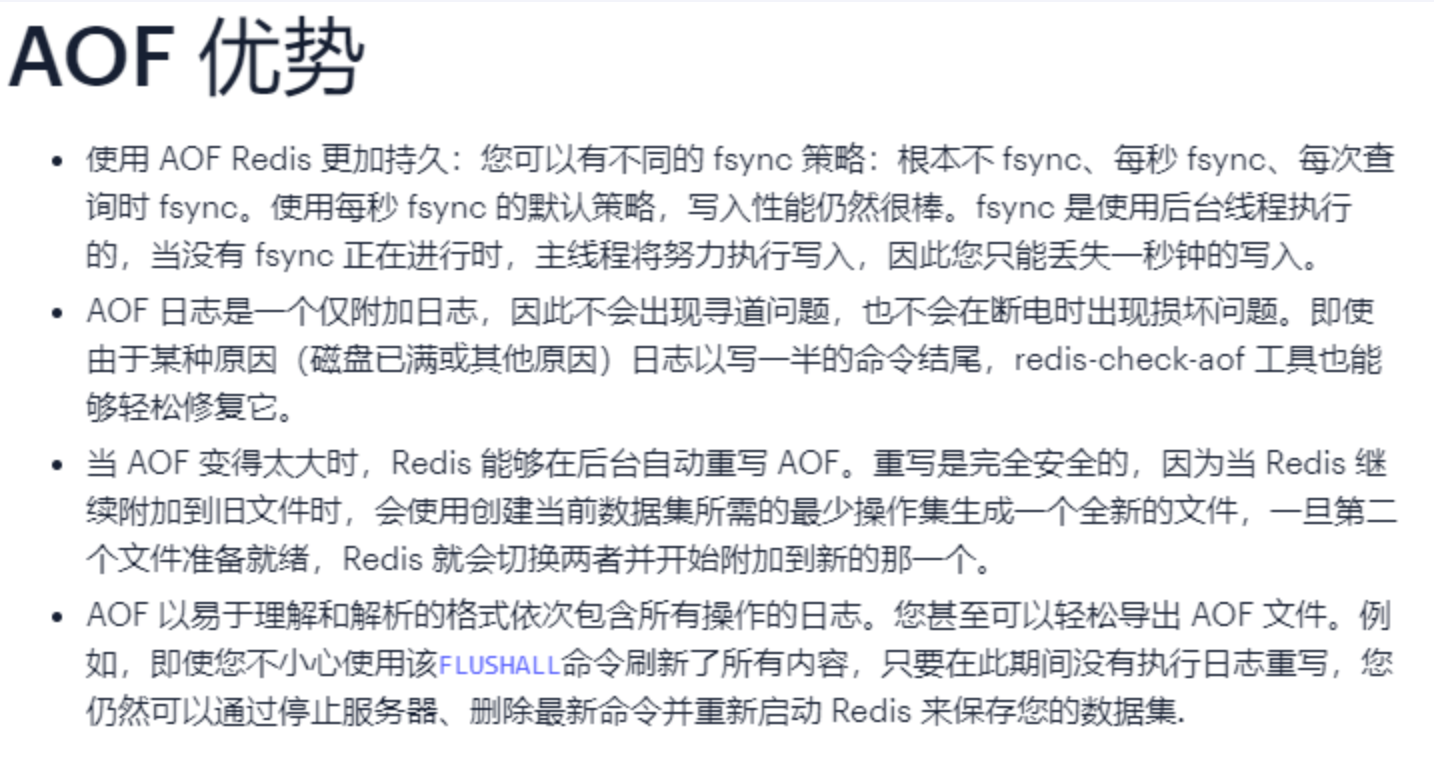 AOF 优势
• 使用 AOF Redis 更加持久：您可以有不同的 fsync 策略：根本不 fsync、每秒 fsync、每次查
询时 fsync。使用每秒 fsync 的默认策略，写入性能仍然很棒。fsync 是使用后台线程执行
的，当没有 fsync 正在进行时，主线程将努力执行写入，因此您只能丢失一秒钟的写入。
• AOF 日志是一个仅附加日志，因此不会出现寻道问题，也不会在断电时出现损坏问题。即使
由于某种原因（磁盘已满或其他原因）日志以写一半的命令结尾，redis-check-aof 工具也能
够轻松修复它。
• 当 AOF 变得太大时，Redis 能够在后台自动重写 AOF。重写是完全安全的，因为当 Redis 继
续附加到旧文件时，会使用创建当前数据集所需的最少操作集生成一个全新的文件，一旦第二
个文件准备就绪，Redis 就会切换两者并开始附加到新的那一个。
• AOF 以易于理解和解析的格式依次包含所有操作的日志。您甚至可以轻松导出 AOF 文件。例
如，即使您不小心使用该FLUSHALL命令刷新了所有内容，只要在此期间没有执行日志重写，您
仍然可以通过停止服务器、删除最新命令并重新启动 Redis 来保存您的数据集.